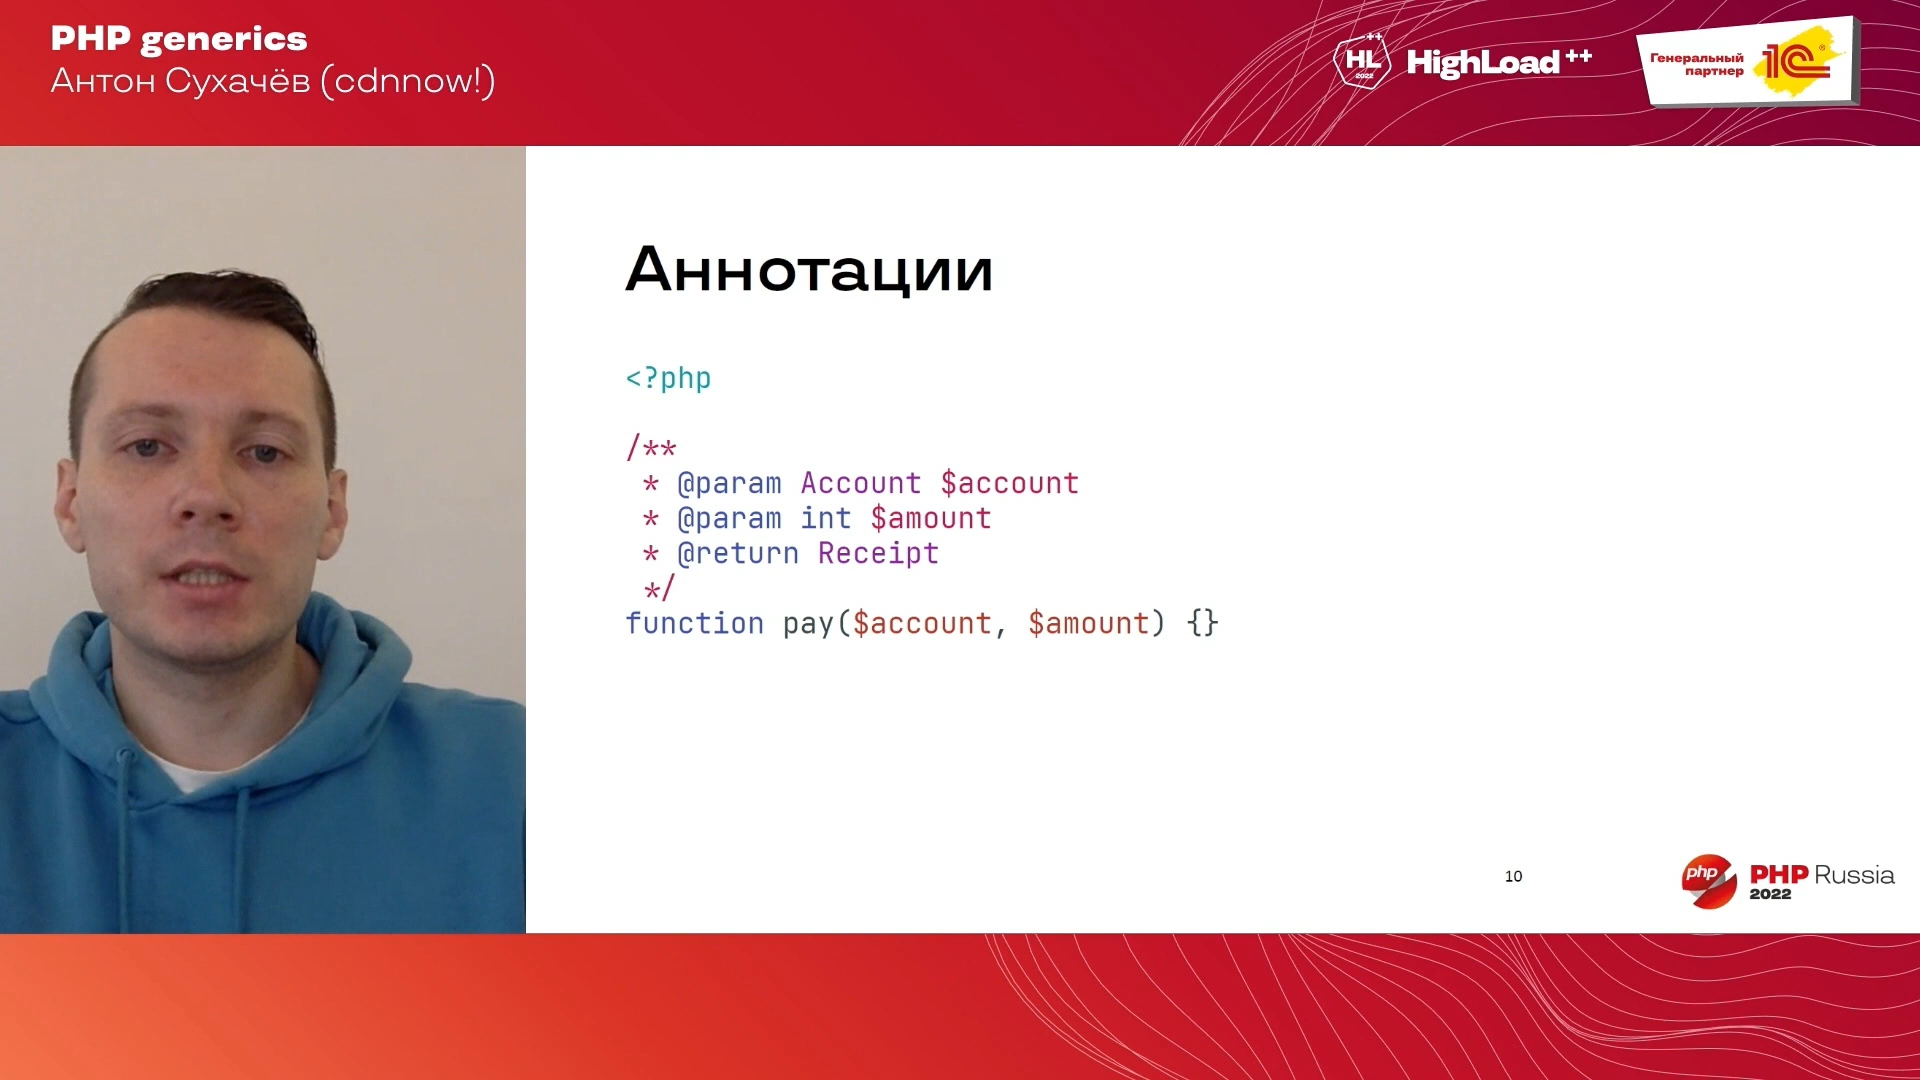 PHP generics
Антон Сухачёв (cdnnow!)
HL++
2022
HighLoad++
Генеральный
партнер
1С®
Аннотации
<?php
/**
 * @param Account $account
 * @param int $amount
 * @return Receipt
 */
function pay($account, $amount) {}
10
php
PHP Russia
2022